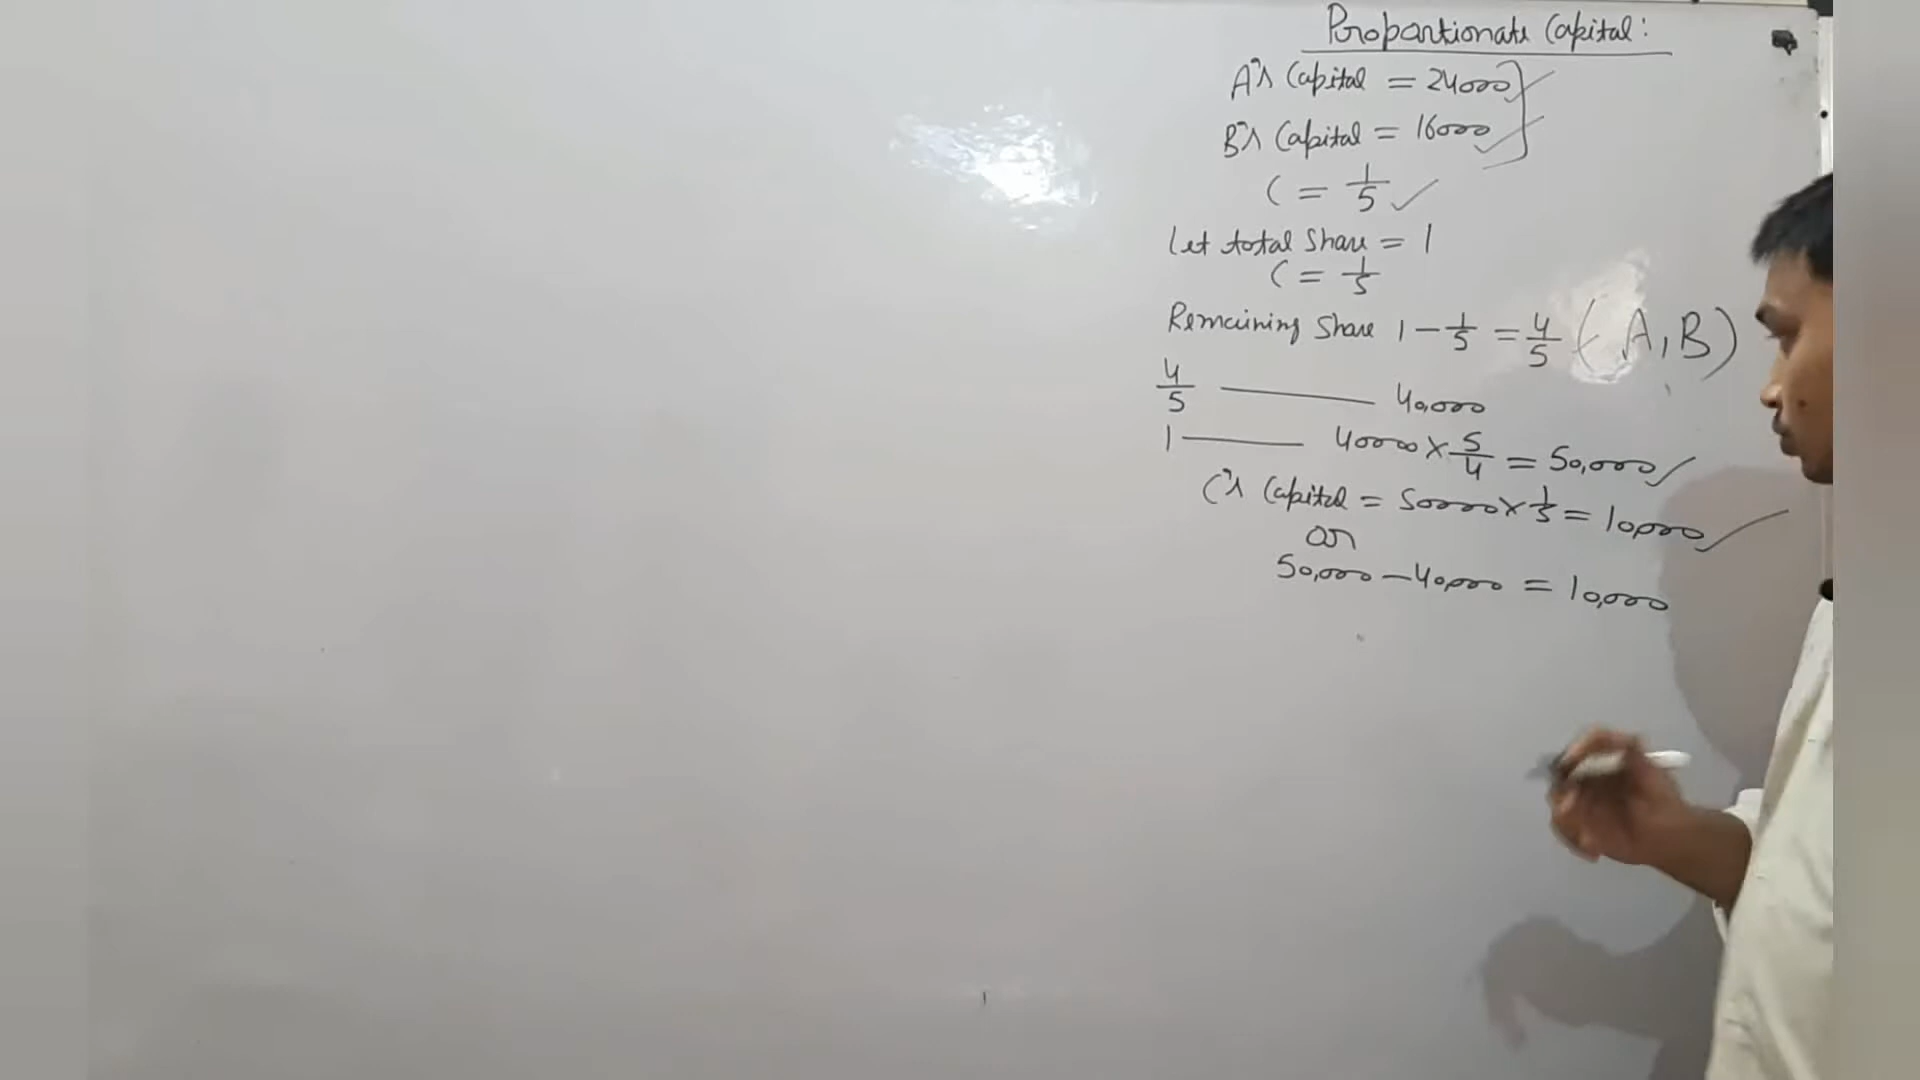 Proportionate Capital:
A's Capital = 24000
B's Capital = 16000
C = 1/5
Let total Share = 1
C = 1/5
Remaining Share 1 - 1/5 = 4/5 (A, B)
4/5 —— 40,000
1 —— 40000 × 5/4 = 50,000
C's Capital = 50000 × 1/5 = 10,000
Or
50,000 - 40,000 = 10,000